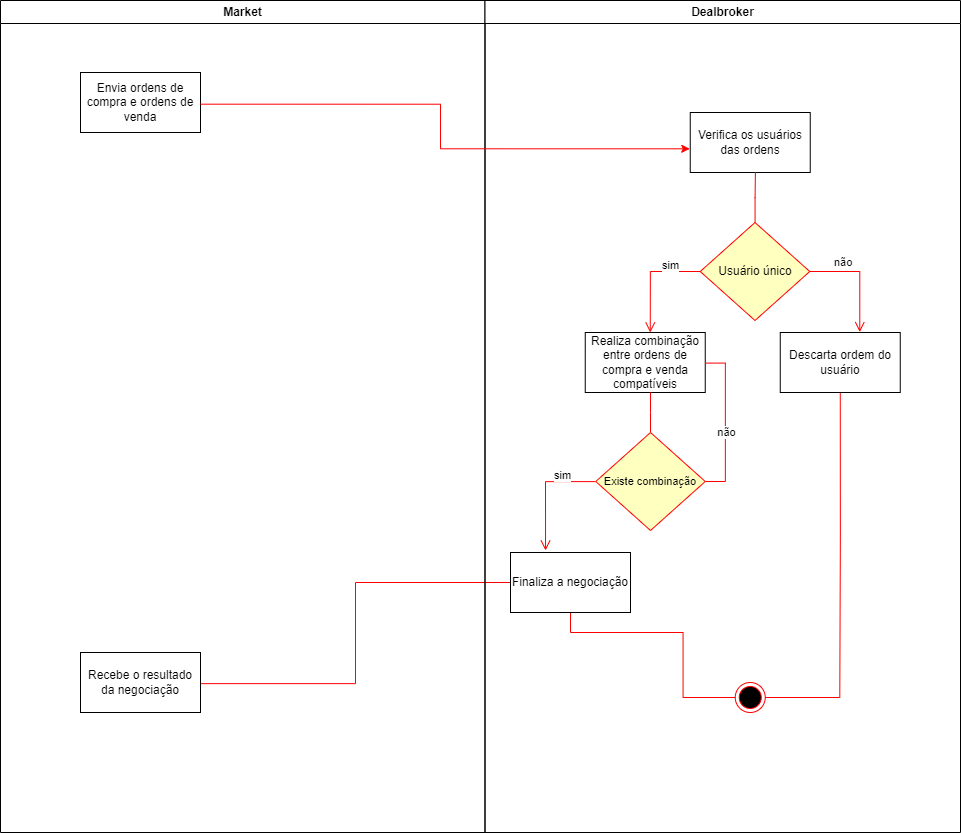 Market
Dealbroker
Envia ordens de
compra e ordens de
venda
Verifica os usuários
das ordens
Usuário único
sim
não
Realiza combinação
entre ordens de
compra e venda
compatíveis
Descarta ordem do
usuário
não
Existe combinação
sim
Finaliza a negociação
Recebe o resultado
da negociação